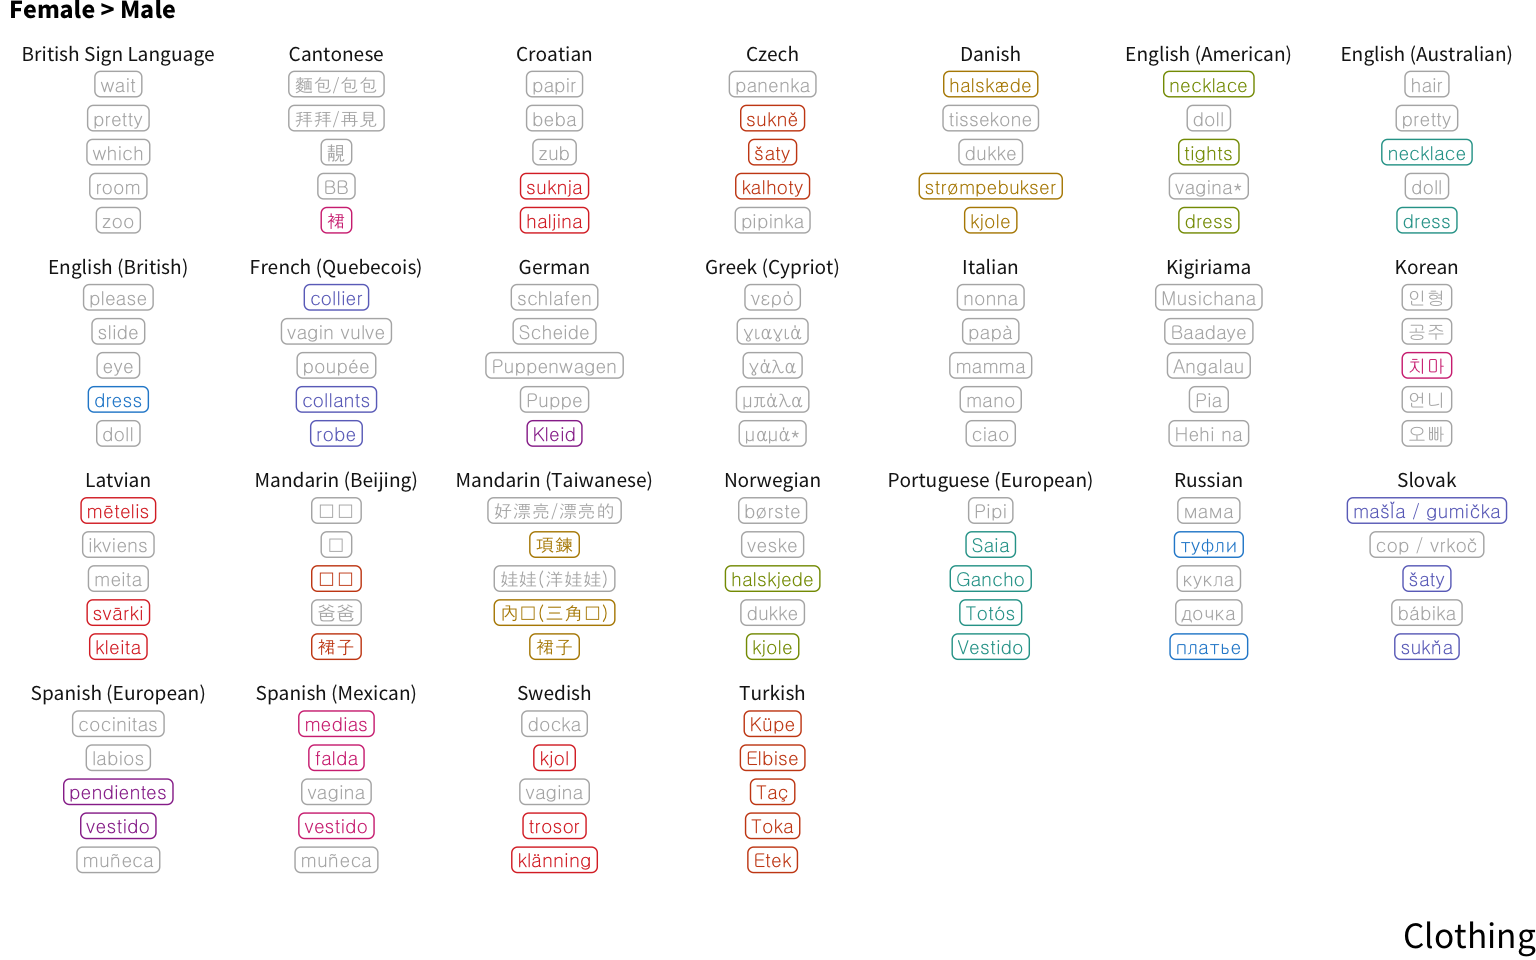 Female > Male
British Sign Language Cantonese Croatian Czech Danish English (American) English (Australian)
wait 麵包/包包 papir panenka halskæde necklace hair
pretty 拜拜/再見 beba sukně tissekone doll pretty
which 靚 zub šaty dukke tights necklace
room BB suknja kalhoty strømpebukser vagina* doll
zoo 裙 haljina pipinka kjole dress dress
English (British) French (Quebecois) German Greek (Cypriot) Italian Kigiriama Korean
please collier schlafen νερό nonna Musichana 인형
slide vagin vulve Scheide γιαγιά papà Baadaye 공주
eye poupée Puppenwagen γάλα mamma Angalau 치마
dress collants Puppe μπάλα mano Pia 언니
doll robe Kleid μαμά* ciao Hehi na 오빠
Latvian Mandarin (Beijing) Mandarin (Taiwanese) Norwegian Portuguese (European) Russian Slovak
mētelis □□ 好漂亮/漂亮的 børste Pipi мама mašľa / gumička
ikviens □ 項鍊 veske Saia туфли cop / vrkoč
meita □□ 娃娃(洋娃娃) halskjede Gancho кукла šaty
svārki 爸爸 內□(三角□) dukke Totós дочка bábika
kleita 裙子 裙子 kjole Vestido платье sukňa
Spanish (European) Spanish (Mexican) Swedish Turkish
cocinitas medias docka Küpe
labios falda kjol Elbise
pendientes vagina vagina Taç
vestido vestido trosor Toka
muñeca muñeca klänning Etek
Clothing